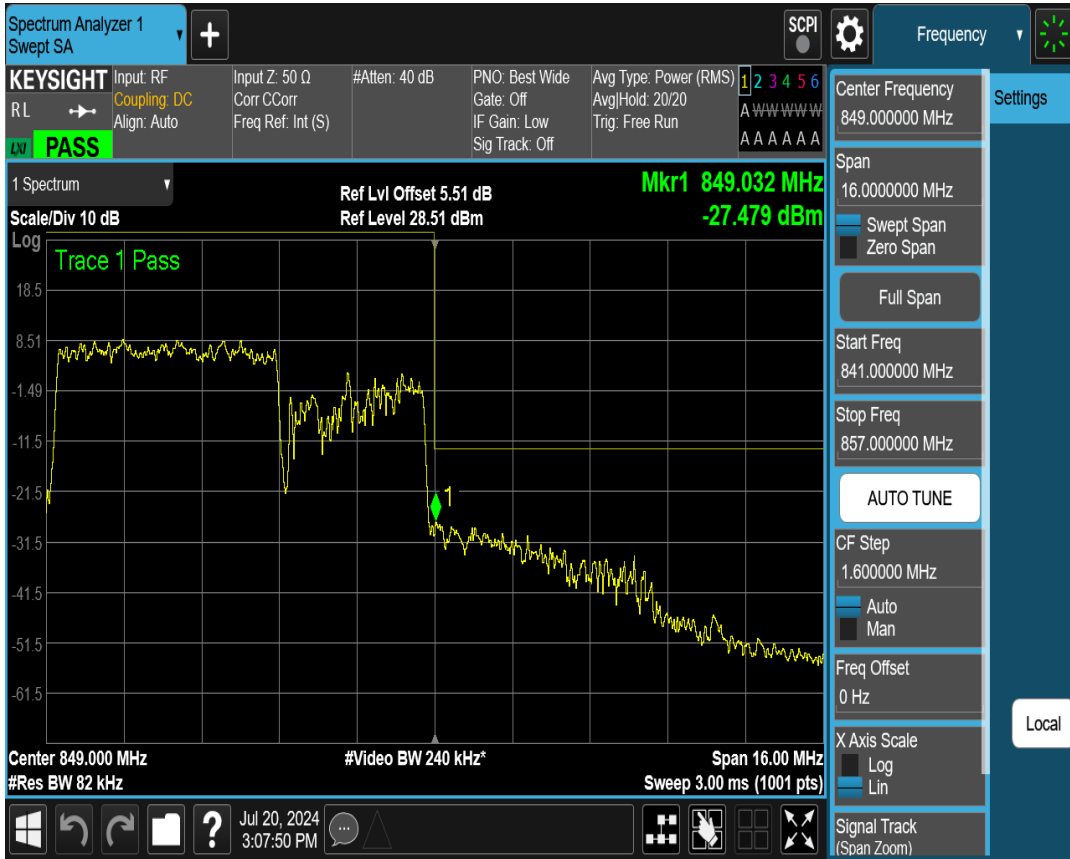 Spectrum Analyzer 1
Swept SA
+
SCPI
Frequency
KEYSIGHT
RL
LXI PASS
Input: RF
Coupling: DC
Align: Auto
Input Z: 50 Ω
Corr CCorr
Freq Ref: Int (S)
#Atten: 40 dB
PNO: Best Wide
Gate: Off
IF Gain: Low
Sig Track: Off
Avg Type: Power (RMS)
Avg|Hold: 20/20
Trig: Free Run
1 2 3 4 5 6
A W W W W W
A A A A A A
1 Spectrum
Scale/Div 10 dB
Ref Lvl Offset 5.51 dB
Ref Level 28.51 dBm
Mkr1 849.032 MHz
-27.479 dBm
Log
Trace 1 Pass
18.5
8.51
-1.49
-11.5
-21.5
-31.5
-41.5
-51.5
-61.5
1
Center 849.000 MHz
#Res BW 82 kHz
#Video BW 240 kHz*
Span 16.00 MHz
Sweep 3.00 ms (1001 pts)
Center Frequency
849.000000 MHz
Span
16.0000000 MHz
Swept Span
Zero Span
Full Span
Start Freq
841.000000 MHz
Stop Freq
857.000000 MHz
AUTO TUNE
CF Step
1.600000 MHz
Auto
Man
Freq Offset
0 Hz
X Axis Scale
Log
Lin
Signal Track
(Span Zoom)
Settings
Local
?
Jul 20, 2024
3:07:50 PM